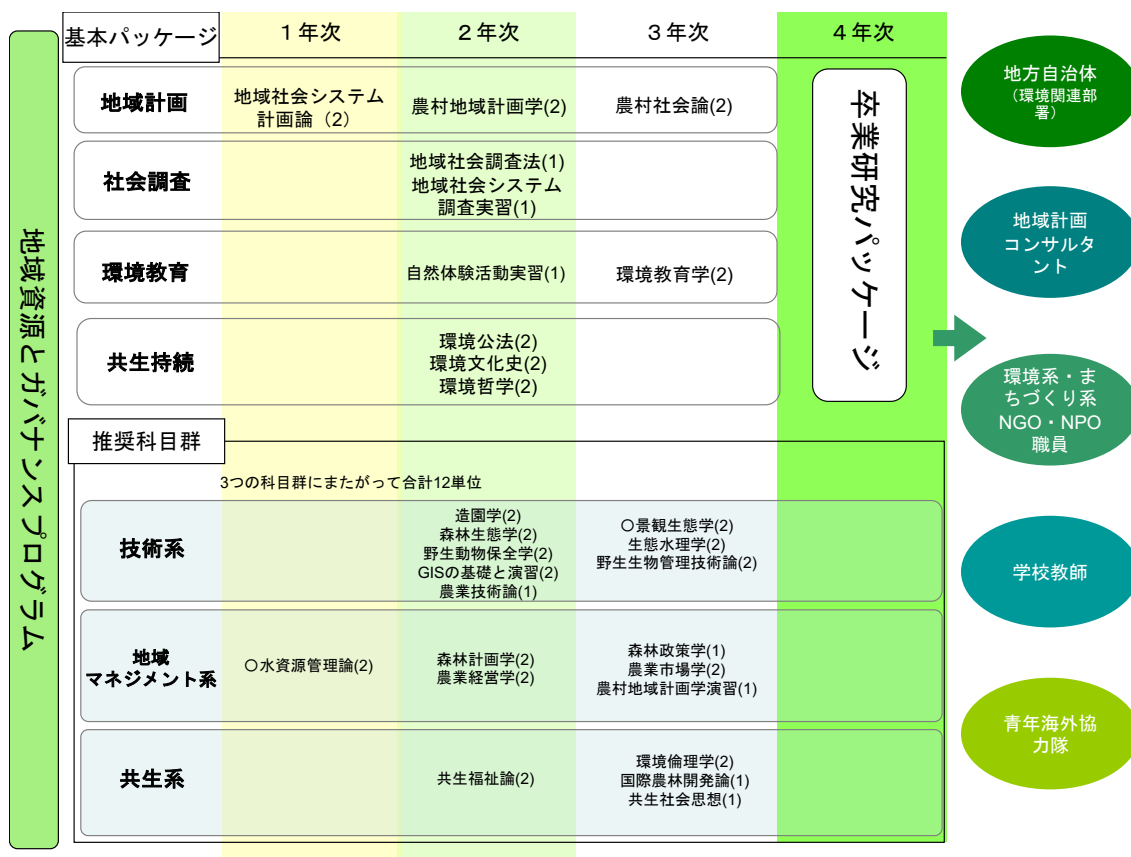 地域資源とガバナンスプログラム
基本パッケージ
1年次
2年次
3年次
4年次
地域計画
地域社会システム
計画論（2）
農村地域計画学(2)
農村社会論(2)
社会調査
地域社会調査法(1)
地域社会システム
調査実習(1)
環境教育
自然体験活動実習(1)
環境教育学(2)
共生持続
環境公法(2)
環境文化史(2)
環境哲学(2)
卒業研究パッケージ
推奨科目群
3つの科目群にまたがって合計12単位
技術系
造園学(2)
森林生態学(2)
野生動物保全学(2)
GISの基礎と演習(2)
農業技術論(1)
〇景観生態学(2)
生態水理学(2)
野生生物管理技術論(2)
地域
マネジメント系
〇水資源管理論(2)
森林計画学(2)
農業経営学(2)
森林政策学(1)
農業市場学(2)
農村地域計画学演習(1)
共生系
共生福祉論(2)
環境倫理学(2)
国際農林開発論(1)
共生社会思想(1)
地方自治体
（環境関連部
署）
地域計画
コンサルタ
ント
環境系・ま
ちづくり系
NGO・NPO
職員
学校教師
青年海外協
力隊